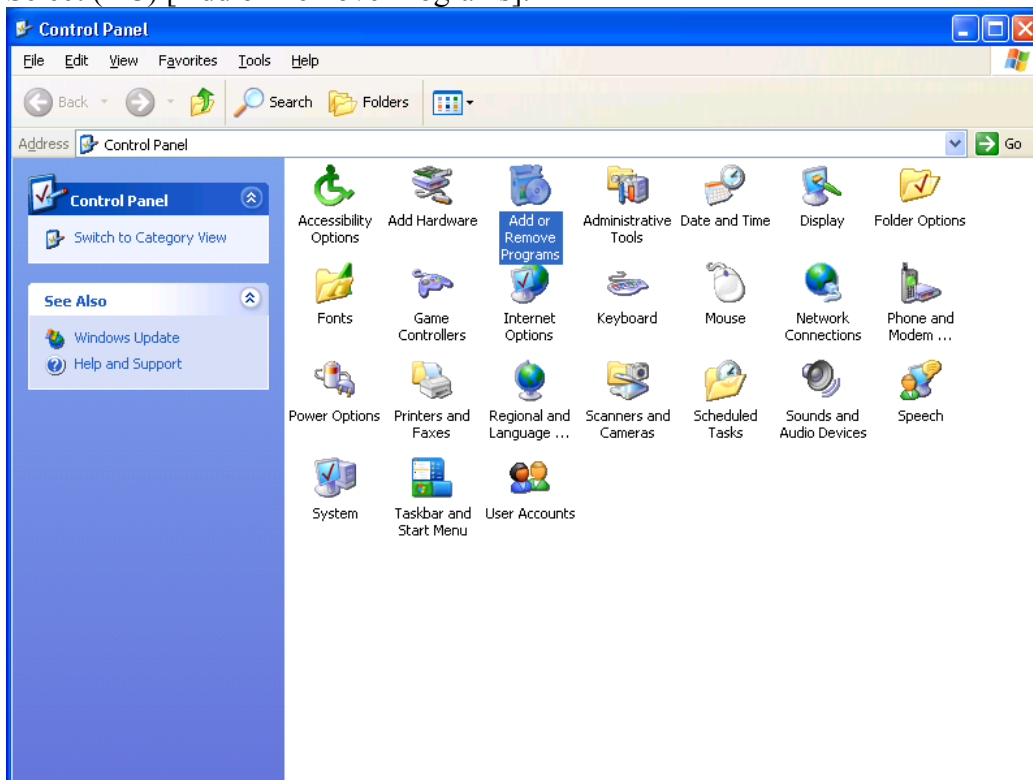 Control Panel
File Edit View Favorites Tools Help
Back Search Folders
Address Control Panel Go
Control Panel
Switch to Category View
See Also
Windows Update
Help and Support
Accessibility Options
Add Hardware
Add or Remove Programs
Administrative Tools
Date and Time
Display
Folder Options
Fonts
Game Controllers
Internet Options
Keyboard
Mouse
Network Connections
Phone and Modem ...
Power Options
Printers and Faxes
Regional and Language ...
Scanners and Cameras
Scheduled Tasks
Sounds and Audio Devices
Speech
System
Taskbar and Start Menu
User Accounts